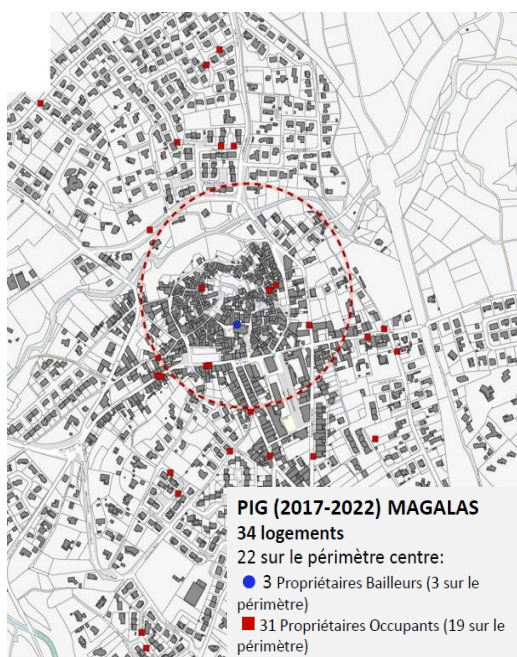 PIG (2017-2022) MAGALAS
34 logements
22 sur le périmètre centre:
3 Propriétaires Bailleurs (3 sur le
périmètre)
31 Propriétaires Occupants (19 sur le
périmètre)